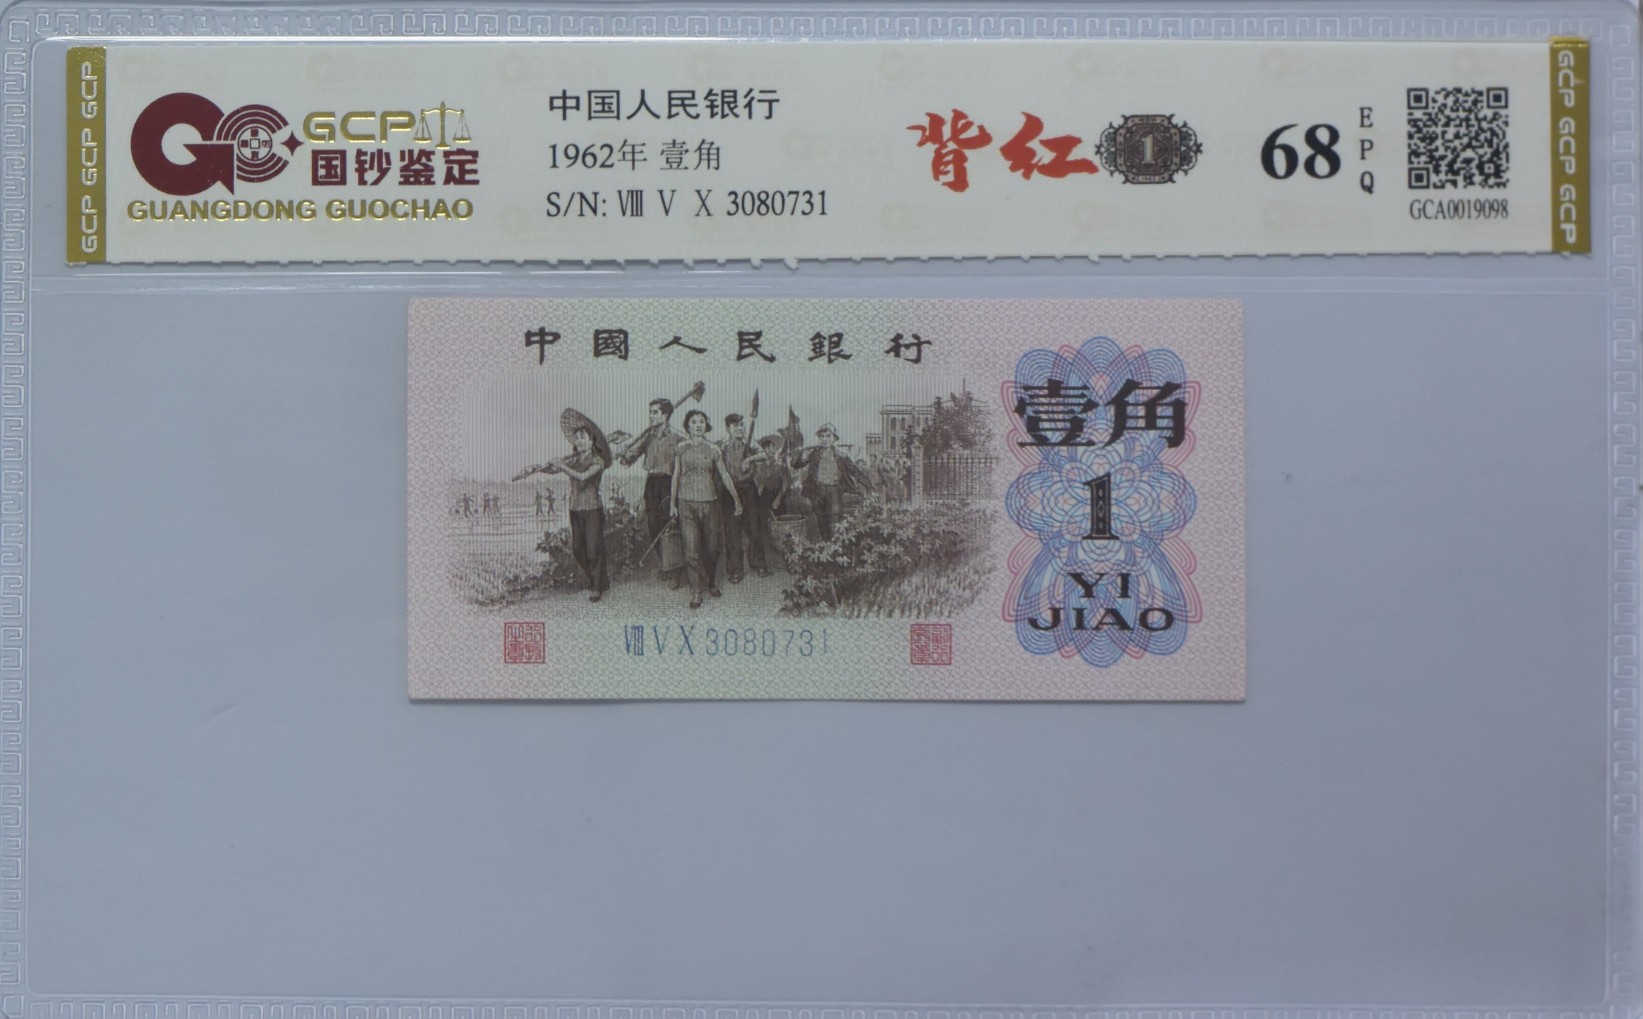 GCP GCP GCP
GCP
国钞鉴定
GUANGDONG GUOCHAO
中国人民银行
1962年 壹角
S/N: Ⅷ Ⅴ Ⅹ 3080731
背红
1
68
EPQ
GCA0019098
GCP GCP GCP
中國人民銀行
壹角
1
YI
JIAO
Ⅷ Ⅴ Ⅹ 3080731